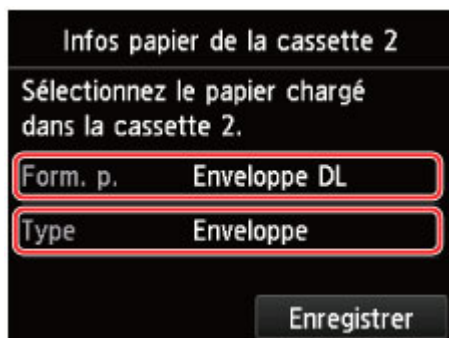 Infos papier de la cassette 2
Sélectionnez le papier chargé
dans la cassette 2.
Form. p. Enveloppe DL
Type Enveloppe
Enregistrer